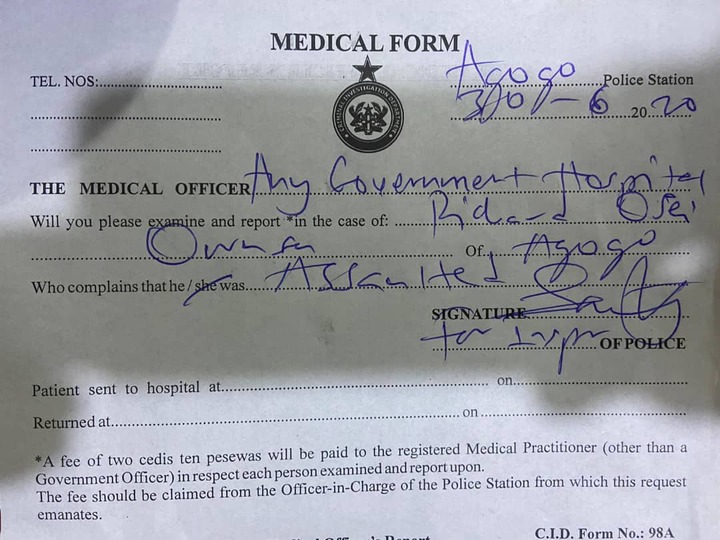 MEDICAL FORM
TEL. NOS:
Agogo Police Station
30-6 2020
CRIMINAL INVESTIGATION DEPARTMENT
THE MEDICAL OFFICER Any Government Hospital
Will you please examine and report *in the case of: Richard Osei
Owusu Of Agogo
Who complains that he / she was Assaulted
SIGNATURE
for Inspr OF POLICE
Patient sent to hospital at on
Returned at on
*A fee of two cedis ten pesewas will be paid to the registered Medical Practitioner (other than a
Government Officer) in respect each person examined and report upon.
The fee should be claimed from the Officer-in-Charge of the Police Station from which this request
emanates.
C.I.D. Form No.: 98A